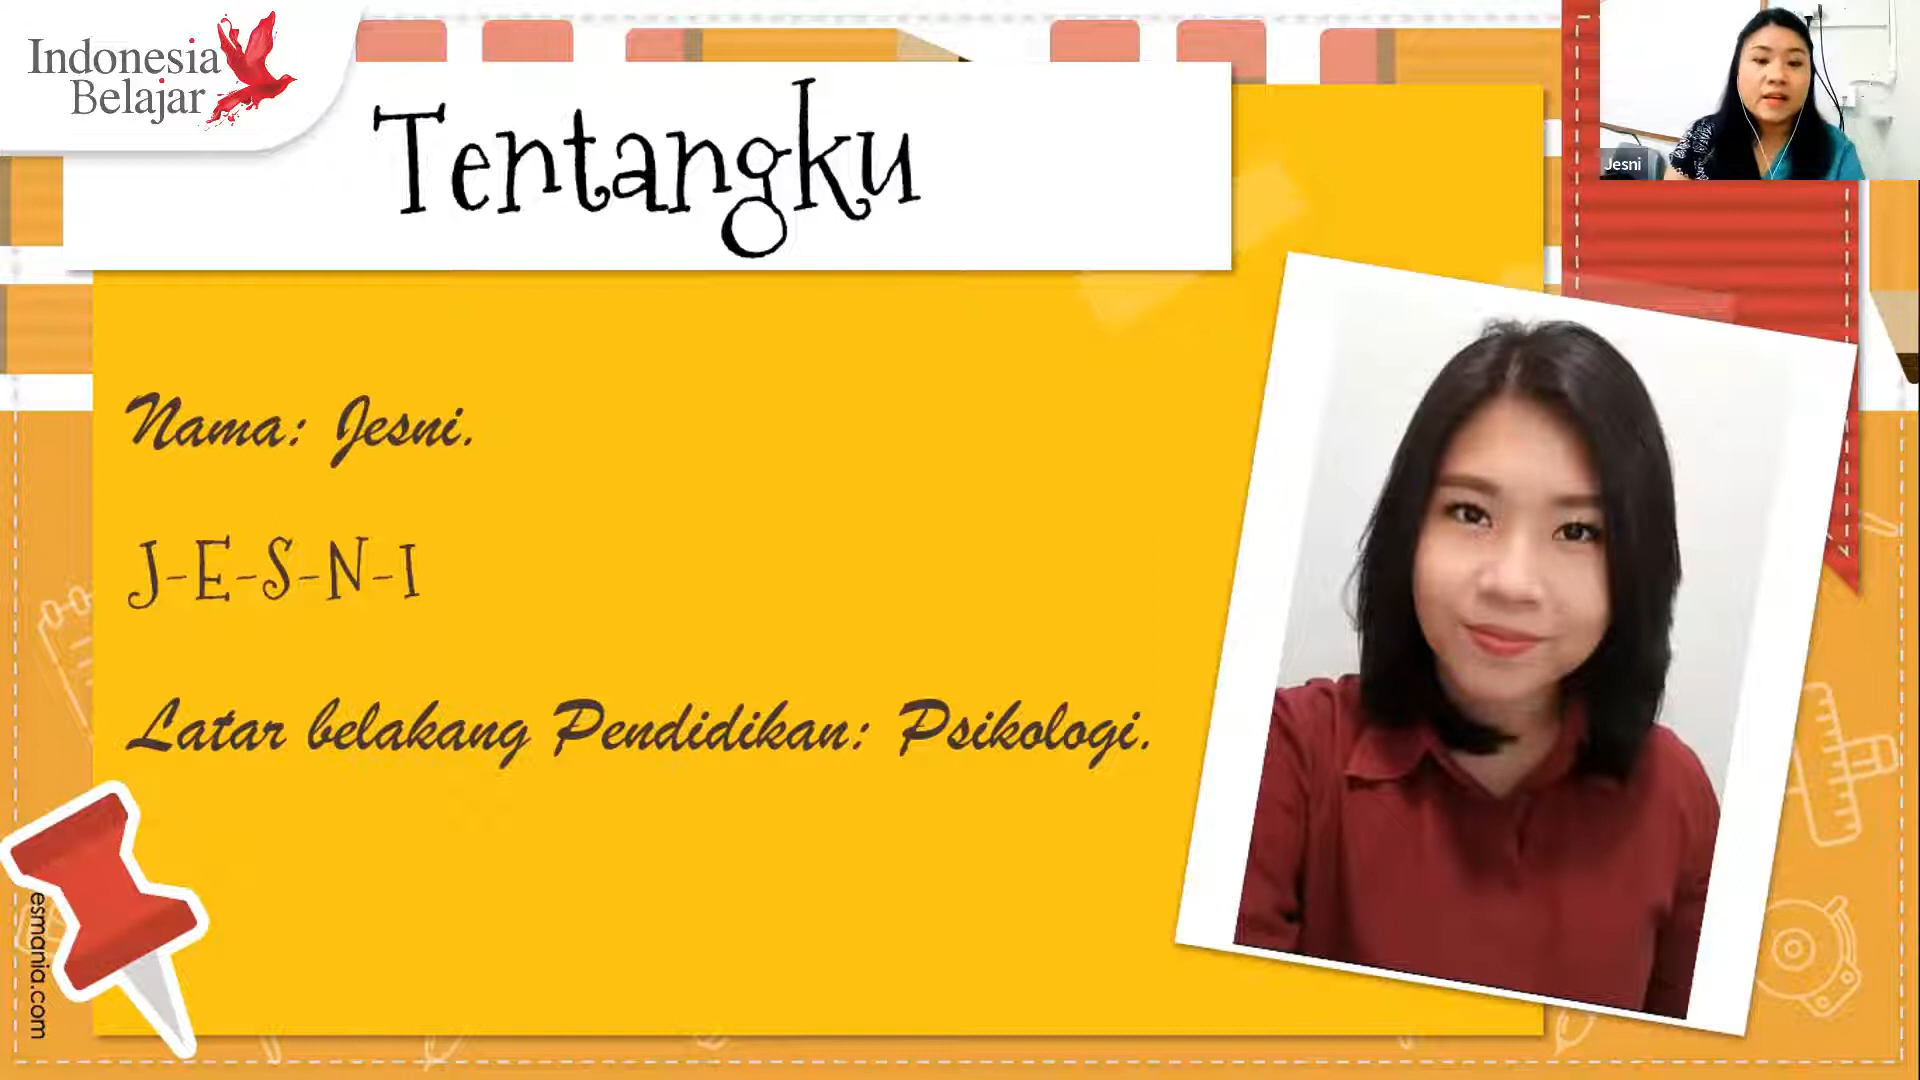 Indonesia
Belajar
Tentangku
Jesni
Nama: Jesni.
J-E-S-N-I
Latar belakang Pendidikan: Psikologi.
esmania.com